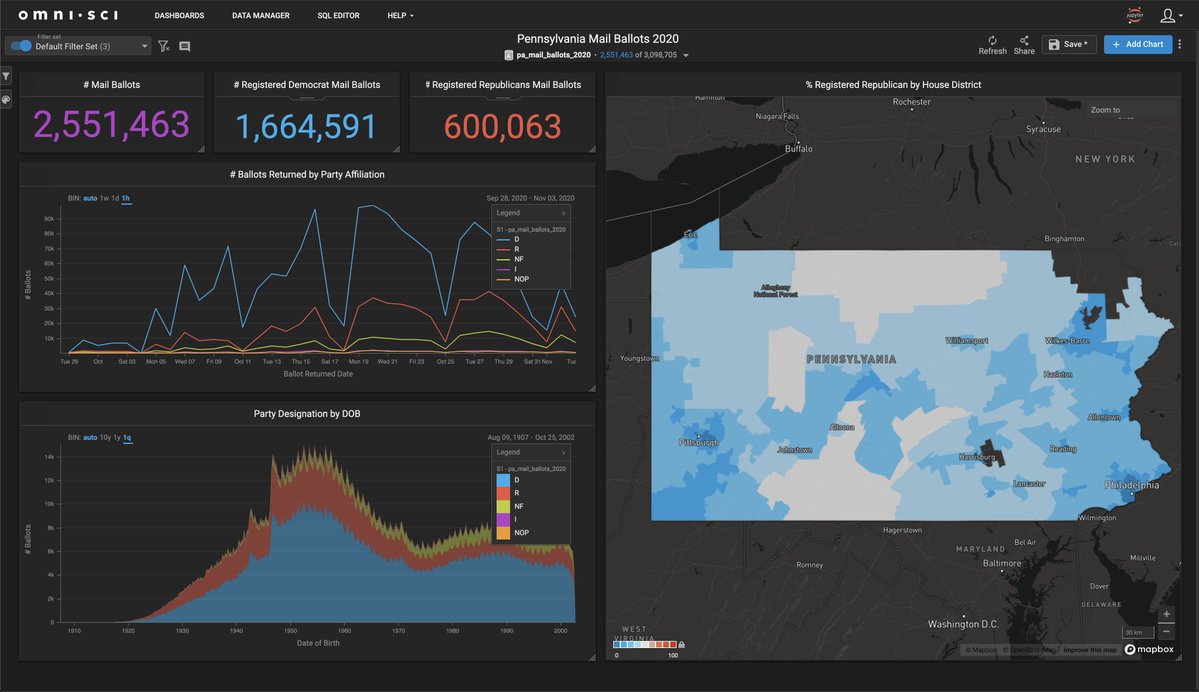 OMNI·SCI
DASHBOARDS
DATA MANAGER
SQL EDITOR
HELP
jupyter
Filter set
Default Filter Set (3)
Pennsylvania Mail Ballots 2020
pa_mail_ballots_2020 • 2,551,463 of 3,098,705
Refresh
Share
Save *
+ Add Chart
# Mail Ballots
2,551,463
# Registered Democrat Mail Ballots
1,664,591
# Registered Republicans Mail Ballots
600,063
# Ballots Returned by Party Affiliation
BIN: auto 1w 1d 1h
Sep 28, 2020 - Nov 03, 2020
Legend
S1 - pa_mail_ballots_2020
D
R
NF
I
NOP
# Ballots
90k
80k
70k
60k
50k
40k
30k
20k
10k
Tue 29
Oct
Sat 03
Mon 05
Wed 07
Fri 09
Oct 11
Tue 13
Thu 15
Sat 17
Mon 19
Wed 21
Fri 23
Oct 25
Tue 27
Thu 29
Sat 31
Nov
Ballot Returned Date
Party Designation by DOB
BIN: auto 10y 1y 1q
Aug 09, 1907 - Oct 25, 2002
Legend
S1 - pa_mail_ballots_2020
D
R
NF
I
NOP
# Ballots
14k
12k
10k
8k
6k
4k
2k
0
1910
1920
1930
1940
1950
1960
1970
1980
1990
2000
Date of Birth
% Registered Republican by House District
Zoom to
Hamilton
Rochester
Niagara Falls
Syracuse
Buffalo
NEW YORK
Erie
Binghamton
Allegheny
National Forest
Williamsport
Wilkes-Barre
Youngstown
PENNSYLVANIA
Hazleton
Allentown
Altoona
Pittsburgh
Johnstown
Harrisburg
Reading
Lancaster
Philadelphia
Wilmington
Hagerstown
Bel Air
MARYLAND
Baltimore
Romney
Millville
Dover
DELAWARE
Washington D.C.
WEST
VIRGINIA
0
100
30 km
+
−
© Mapbox © OpenStreetMap Improve this map
mapbox